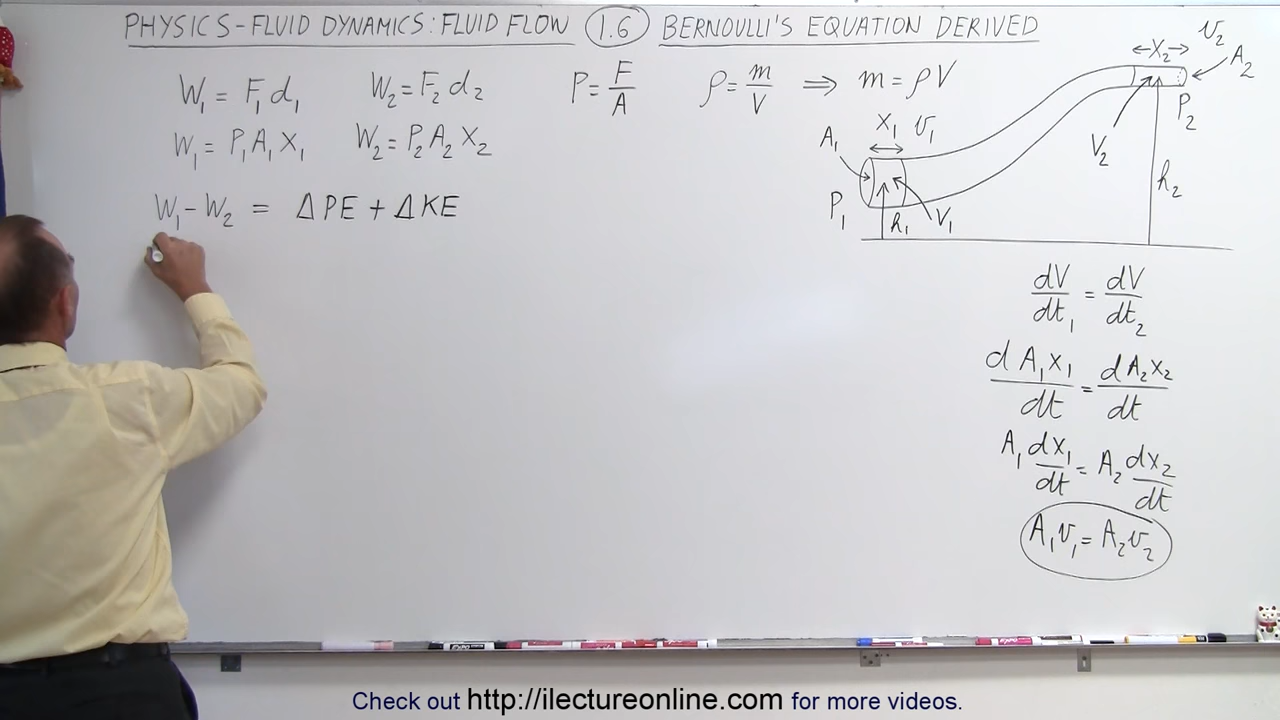 PHYSICS-FLUID DYNAMICS: FLUID FLOW 1.6 BERNOULLI'S EQUATION DERIVED
W₁ = F₁d₁ W₂ = F₂d₂ P = F/A ρ = m/V ⟹ m = ρV
W₁ = P₁A₁X₁ W₂ = P₂A₂X₂
W₁ - W₂ = ΔPE + ΔKE
X₂ v₂
A₂
P₂
V₂
h₂
X₁ v₁
A₁
P₁
h₁ V₁
dV/dt₁ = dV/dt₂
d A₁x₁/dt = d A₂x₂/dt
A₁ dx₁/dt = A₂ dx₂/dt
A₁v₁ = A₂v₂
EXPO
Check out http://ilectureonline.com for more videos.